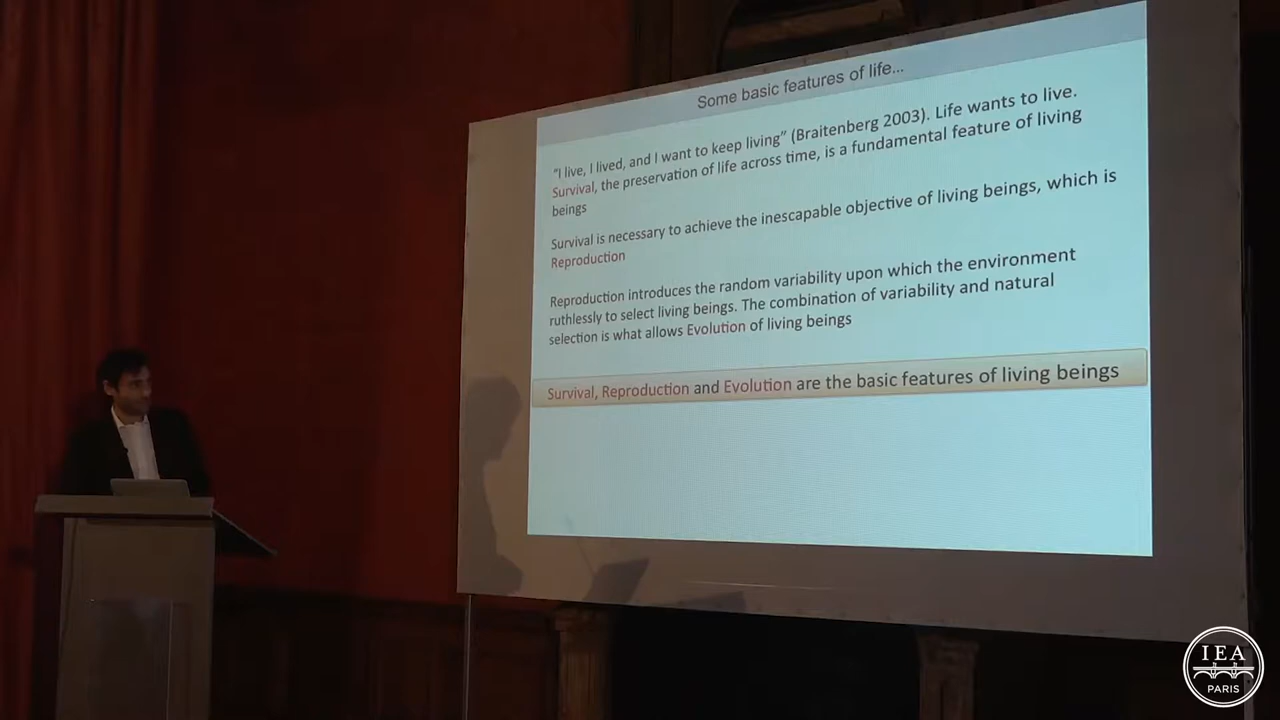 Some basic features of life...
"I live, I lived, and I want to keep living" (Braitenberg 2003). Life wants to live.
Survival, the preservation of life across time, is a fundamental feature of living
beings
Survival is necessary to achieve the inescapable objective of living beings, which is
Reproduction
Reproduction introduces the random variability upon which the environment
ruthlessly to select living beings. The combination of variability and natural
selection is what allows Evolution of living beings
Survival, Reproduction and Evolution are the basic features of living beings
IEA
PARIS